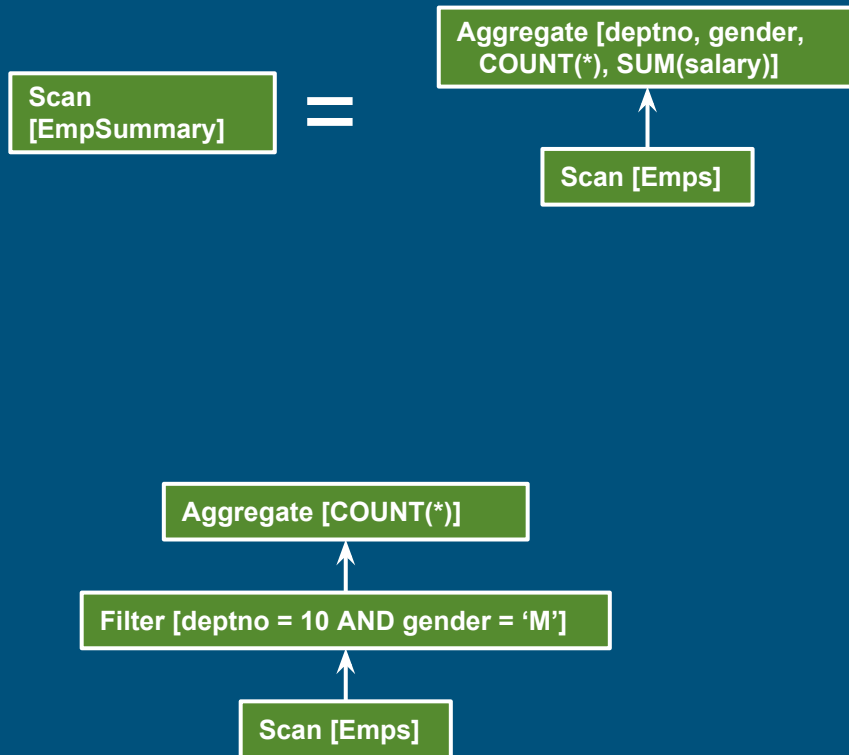 Scan
[EmpSummary]
=
Aggregate [deptno, gender,
COUNT(*), SUM(salary)]
Scan [Emps]
Aggregate [COUNT(*)]
Filter [deptno = 10 AND gender = ‘M’]
Scan [Emps]